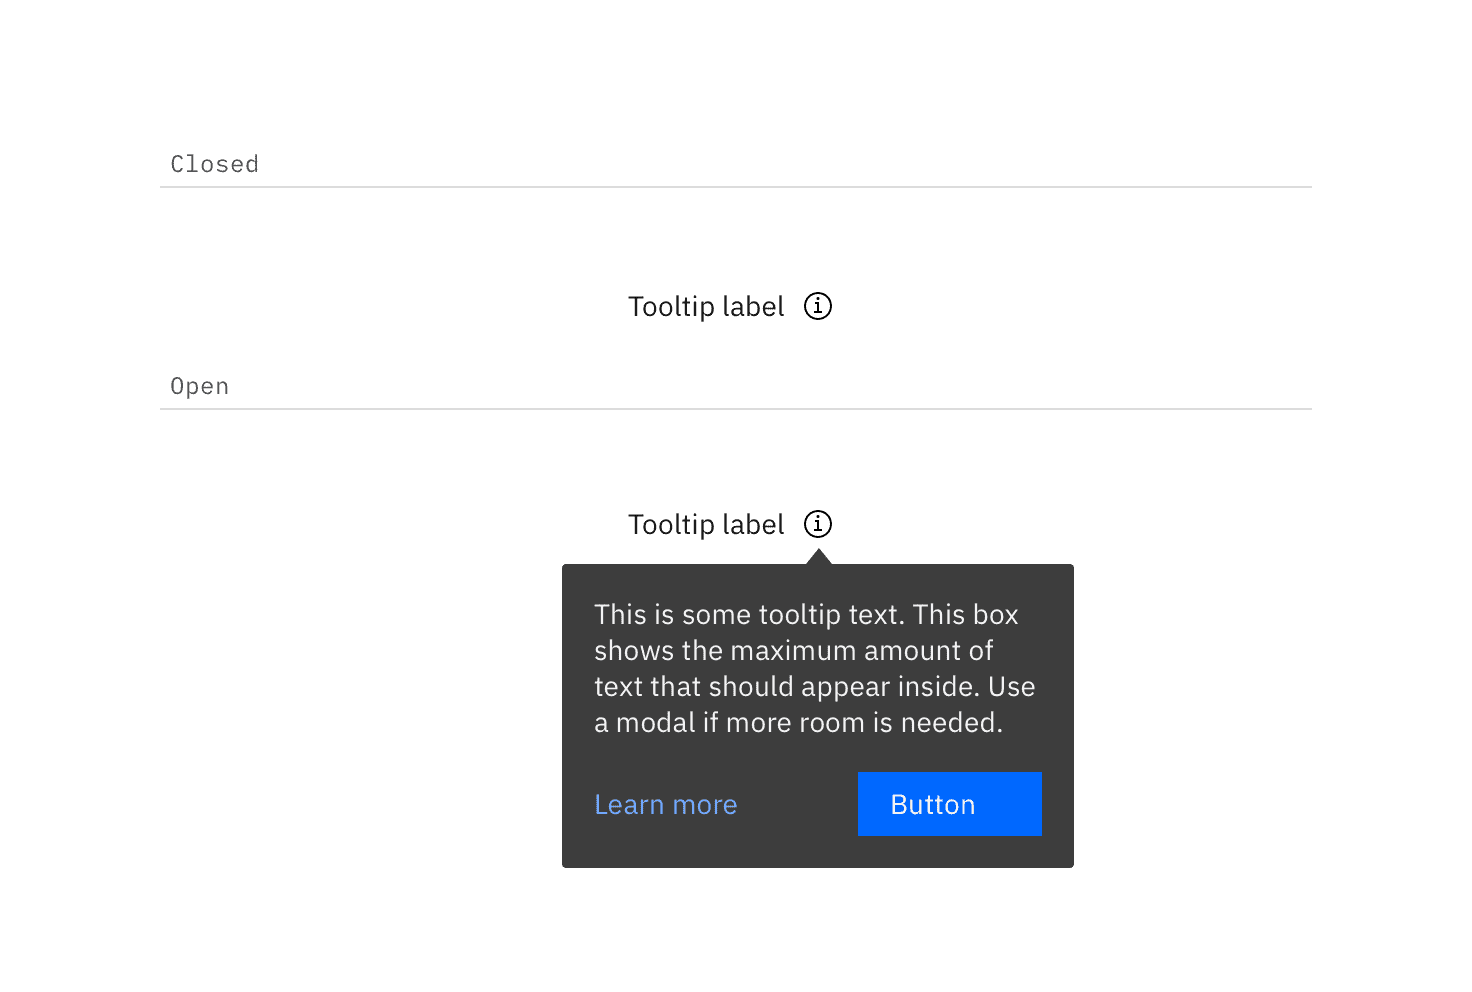 Closed
Tooltip label
Open
Tooltip label
This is some tooltip text. This box
shows the maximum amount of
text that should appear inside. Use
a modal if more room is needed.
Learn more
Button